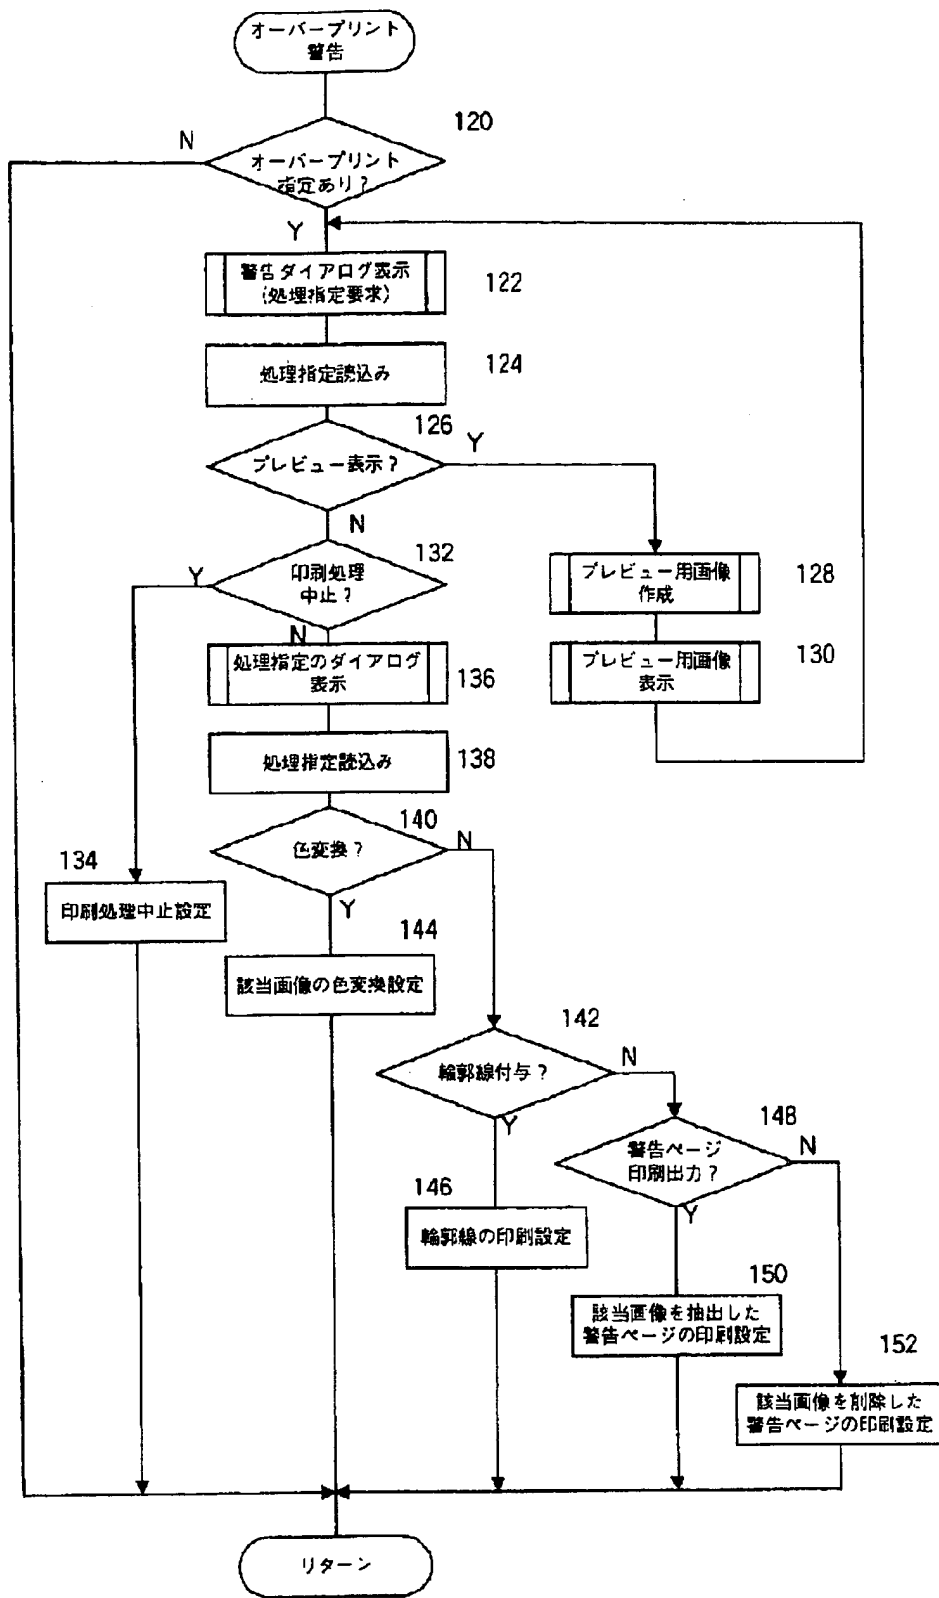 オーバープリント
警告
120
N
オーバープリント
指定あり？
Y
警告ダイアログ表示
(処理指定要求)
122
処理指定読込み
124
126
プレビュー表示？
Y
N
132
印刷処理
中止？
Y
N
プレビュー用画像
作成
128
処理指定のダイアログ
表示
136
プレビュー用画像
表示
130
処理指定読込み
138
140
色変換？
N
Y
134
印刷処理中止設定
144
該当画像の色変換設定
142
輪郭線付与？
N
Y
148
警告ページ
印刷出力？
N
Y
146
輪郭線の印刷設定
150
該当画像を抽出した
警告ページの印刷設定
152
該当画像を削除した
警告ページの印刷設定
リターン